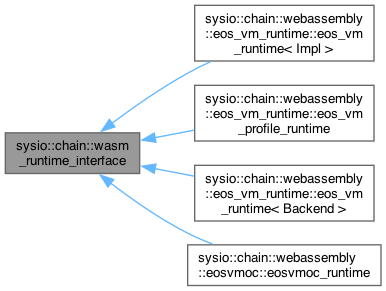 sysio::chain::wasm
_runtime_interface
sysio::chain::webassembly
::eos_vm_runtime::eos_vm
_runtime< Impl >
sysio::chain::webassembly
::eos_vm_runtime::eos_vm
_profile_runtime
sysio::chain::webassembly
::eos_vm_runtime::eos_vm
_runtime< Backend >
sysio::chain::webassembly
::eosvmoc::eosvmoc_runtime